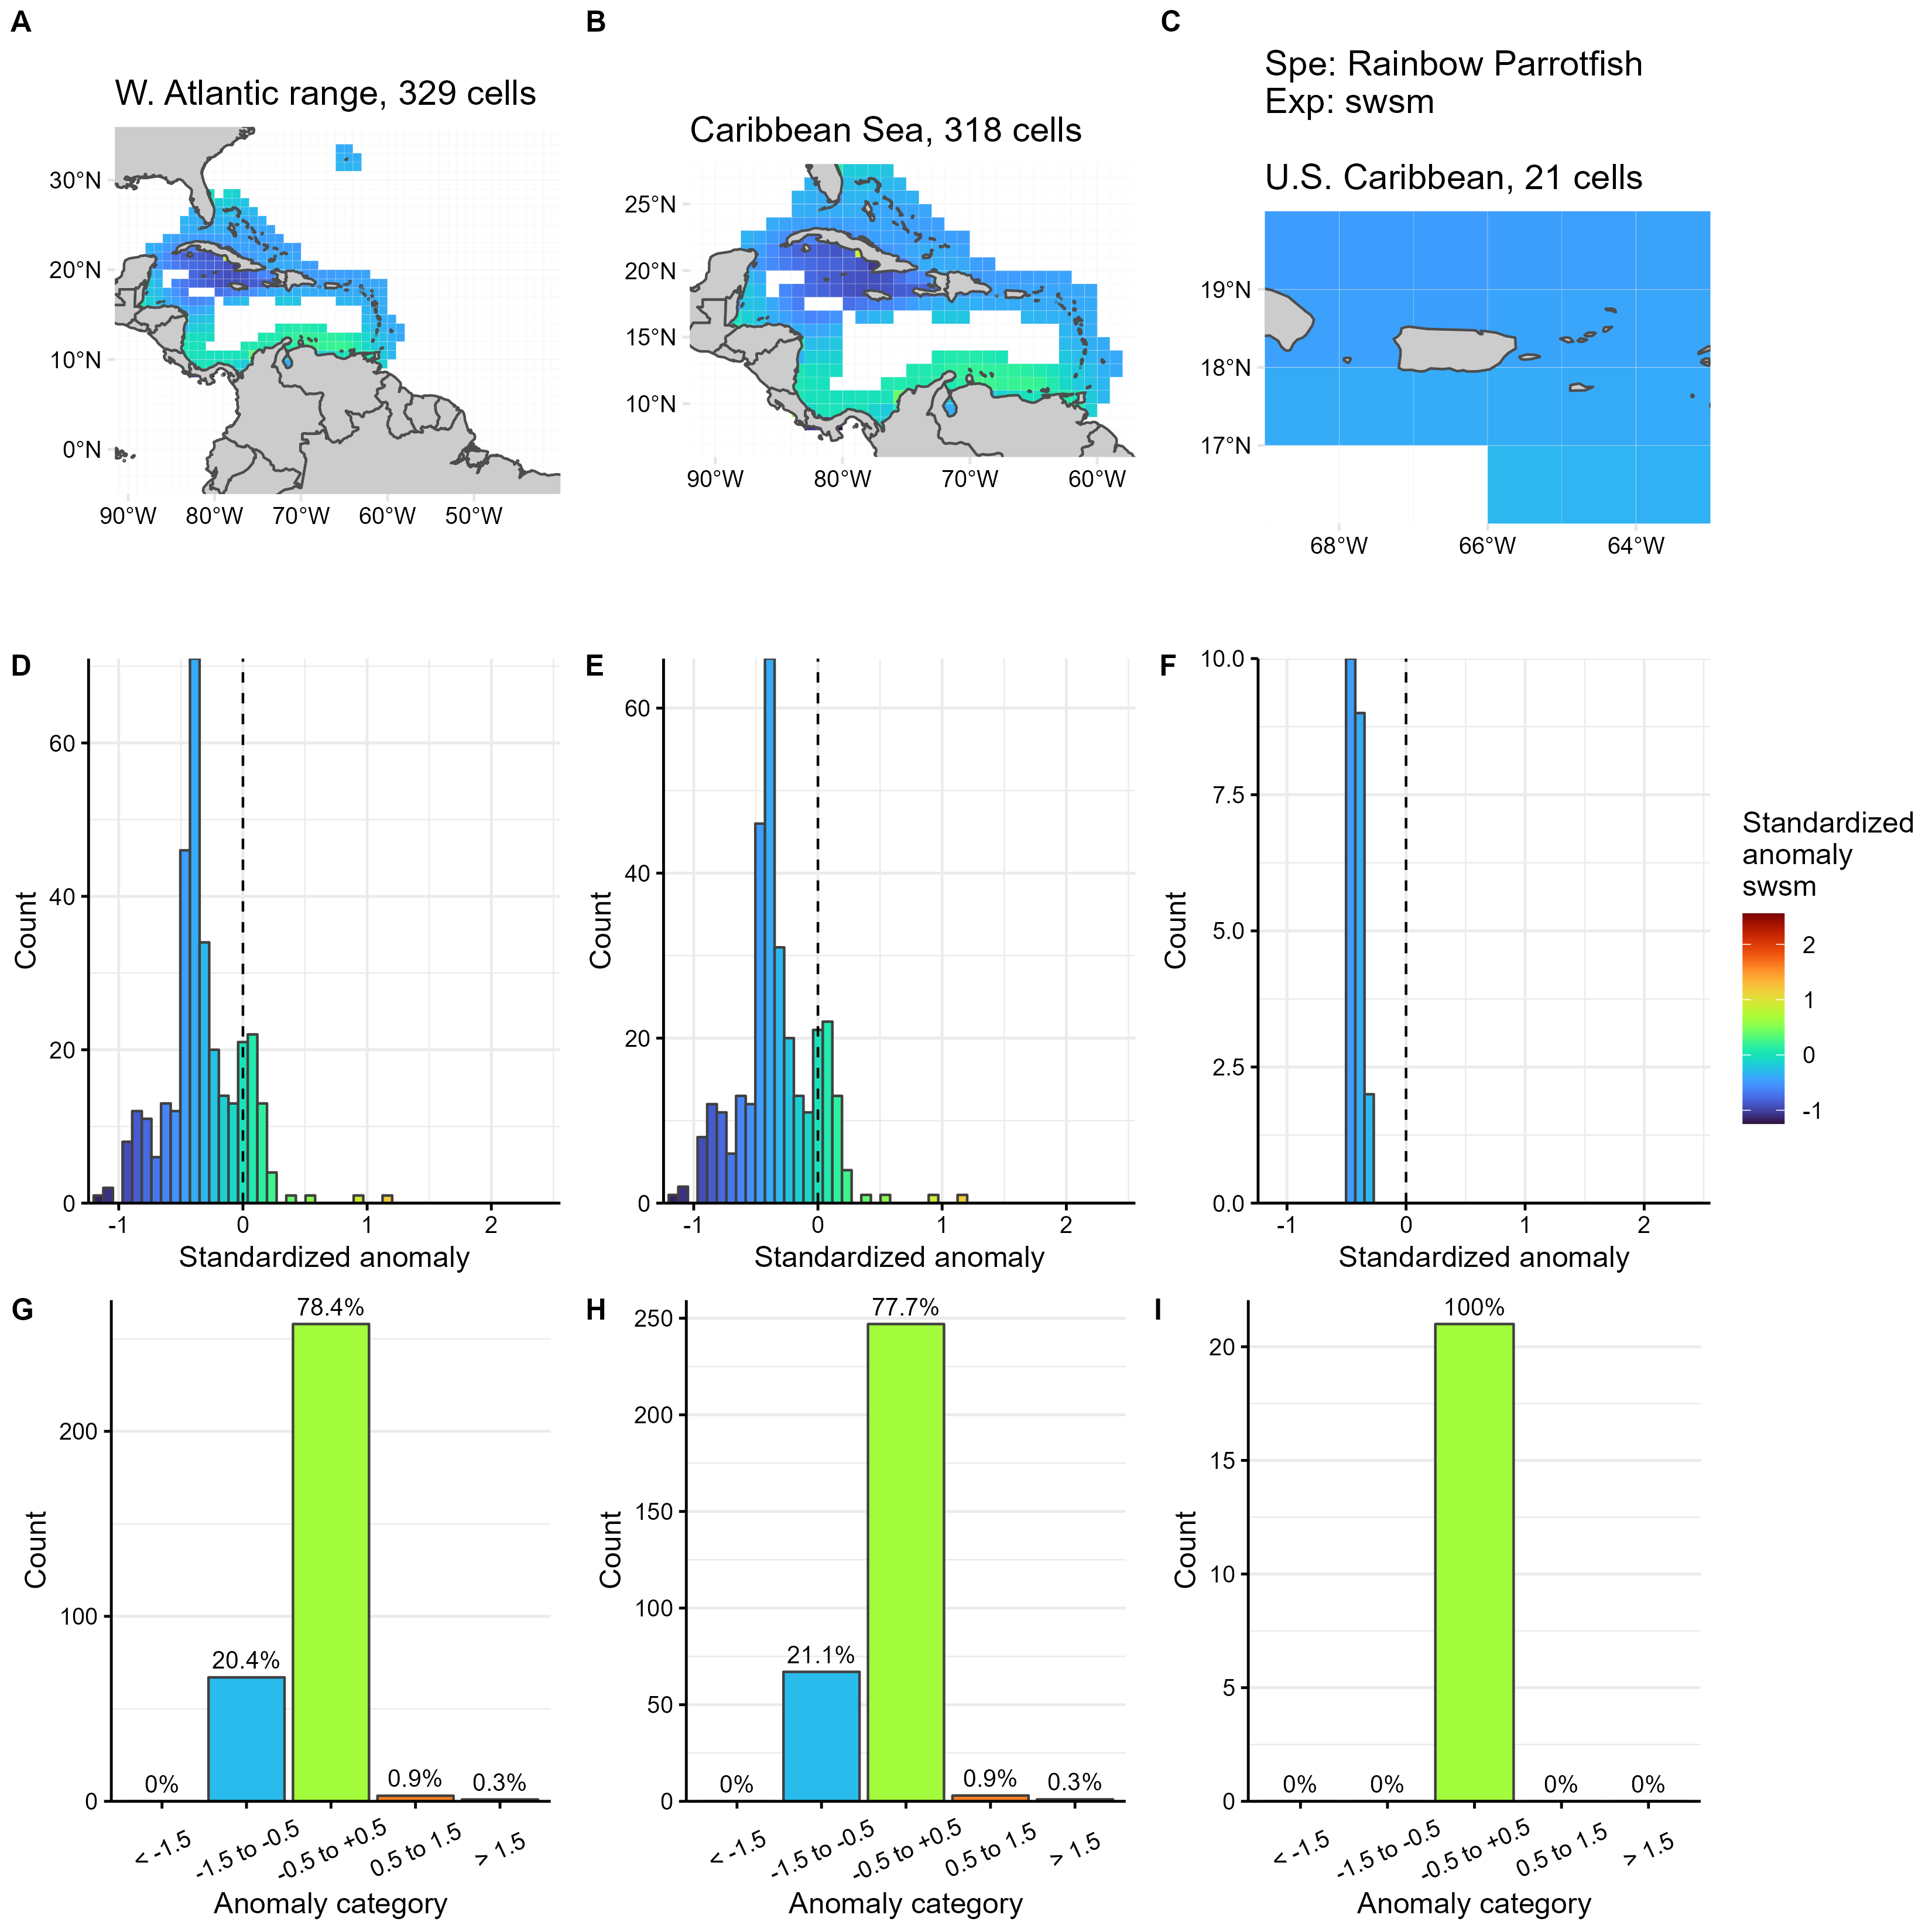 A
B
C
W. Atlantic range, 329 cells
Caribbean Sea, 318 cells
Spe: Rainbow Parrotfish
Exp: swsm
U.S. Caribbean, 21 cells
30°N
20°N
10°N
0°N
90°W 80°W 70°W 60°W 50°W
25°N
20°N
15°N
10°N
90°W 80°W 70°W 60°W
19°N
18°N
17°N
68°W 66°W 64°W
D
Count
60
40
20
0
-1 0 1 2
Standardized anomaly
E
Count
60
40
20
0
-1 0 1 2
Standardized anomaly
F
Count
10.0
7.5
5.0
2.5
0.0
-1 0 1 2
Standardized anomaly
Standardized
anomaly
swsm
2
1
0
-1
G
Count
200
100
0
0% 20.4% 78.4% 0.9% 0.3%
< -1.5 -1.5 to -0.5 -0.5 to +0.5 0.5 to 1.5 > 1.5
Anomaly category
H
Count
250
200
150
100
50
0
0% 21.1% 77.7% 0.9% 0.3%
< -1.5 -1.5 to -0.5 -0.5 to +0.5 0.5 to 1.5 > 1.5
Anomaly category
I
Count
20
15
10
5
0
0% 0% 100% 0% 0%
< -1.5 -1.5 to -0.5 -0.5 to +0.5 0.5 to 1.5 > 1.5
Anomaly category